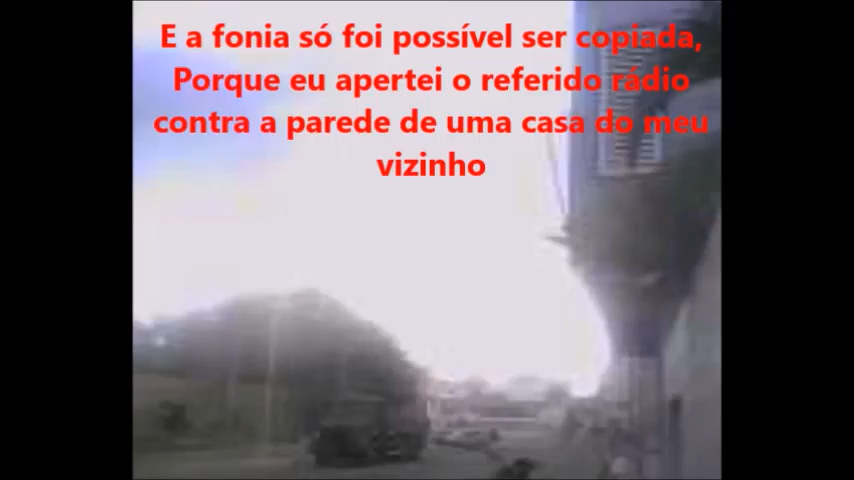 E a fonia só foi possível ser copiada,
Porque eu apertei o referido rádio
contra a parede de uma casa do meu
vizinho